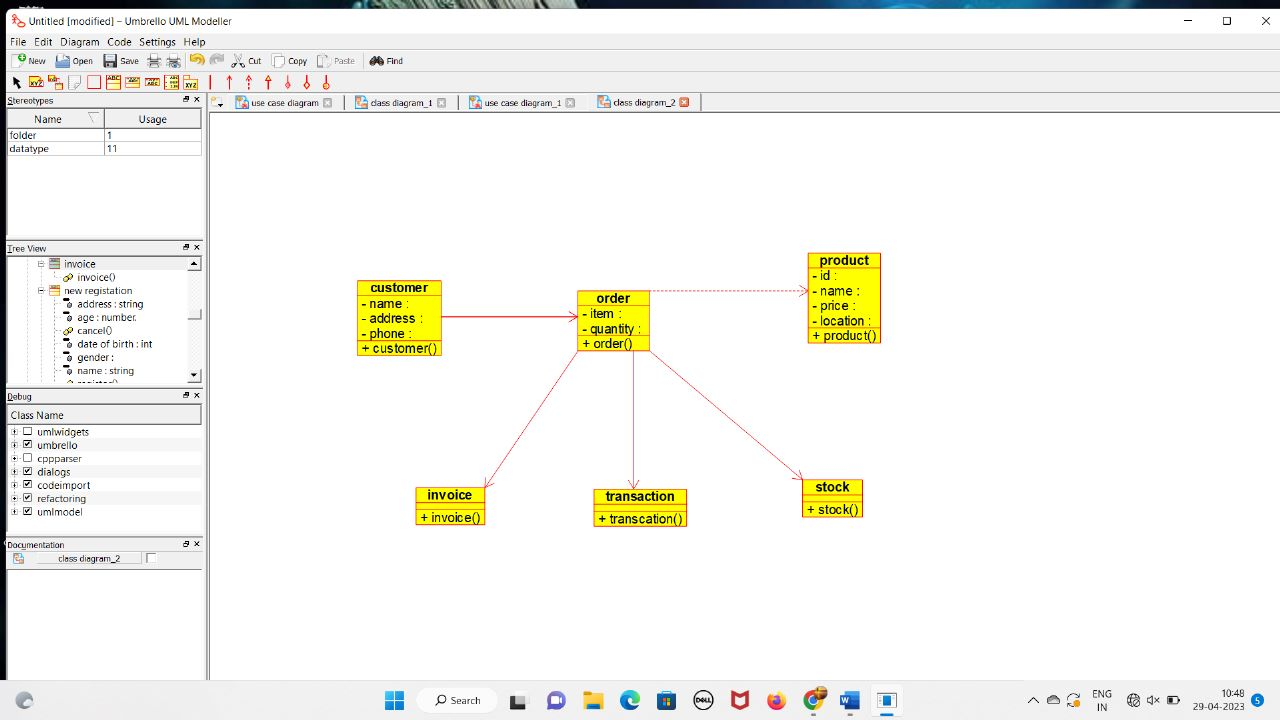 Untitled [modified] – Umbrello UML Modeller
File Edit Diagram Code Settings Help
New Open Save Cut Copy Paste Find
Stereotypes
use case diagram class diagram_1 use case diagram_1 class diagram_2
Name Usage
folder 1
datatype 11
Tree View
invoice
invoice()
new registation
address : string
age : number.
cancel()
date of birth : int
gender :
name : string
Debug
Class Name
umlwidgets
umbrello
cppparser
dialogs
codeimport
refactoring
umlmodel
Documentation
class diagram_2
customer
- name :
- address :
- phone :
+ customer()
order
- item :
- quantity :
+ order()
product
- id :
- name :
- price :
- location :
+ product()
invoice
+ invoice()
transaction
+ transcation()
stock
+ stock()
Search
DELL
ENG
IN
10:48
29-04-2023
5